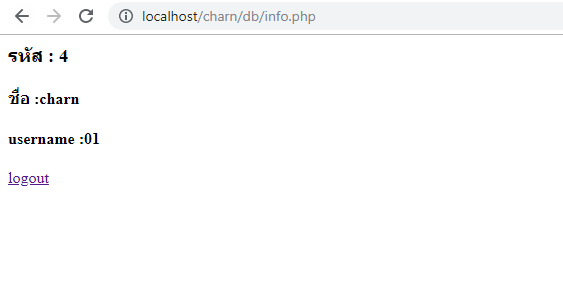 localhost/charn/db/info.php
รหัส : 4
ชื่อ :charn
username :01
logout